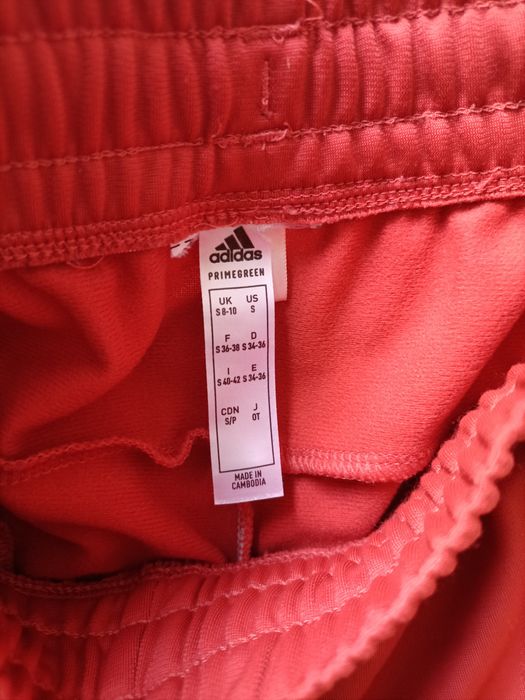 adidas
PRIMEGREEN
UK US
S 8-10 S
F D
S 36-38 S 34-36
I E
S 40-42 S 34-36
CDN J
S/P OT
MADE IN
CAMBODIA